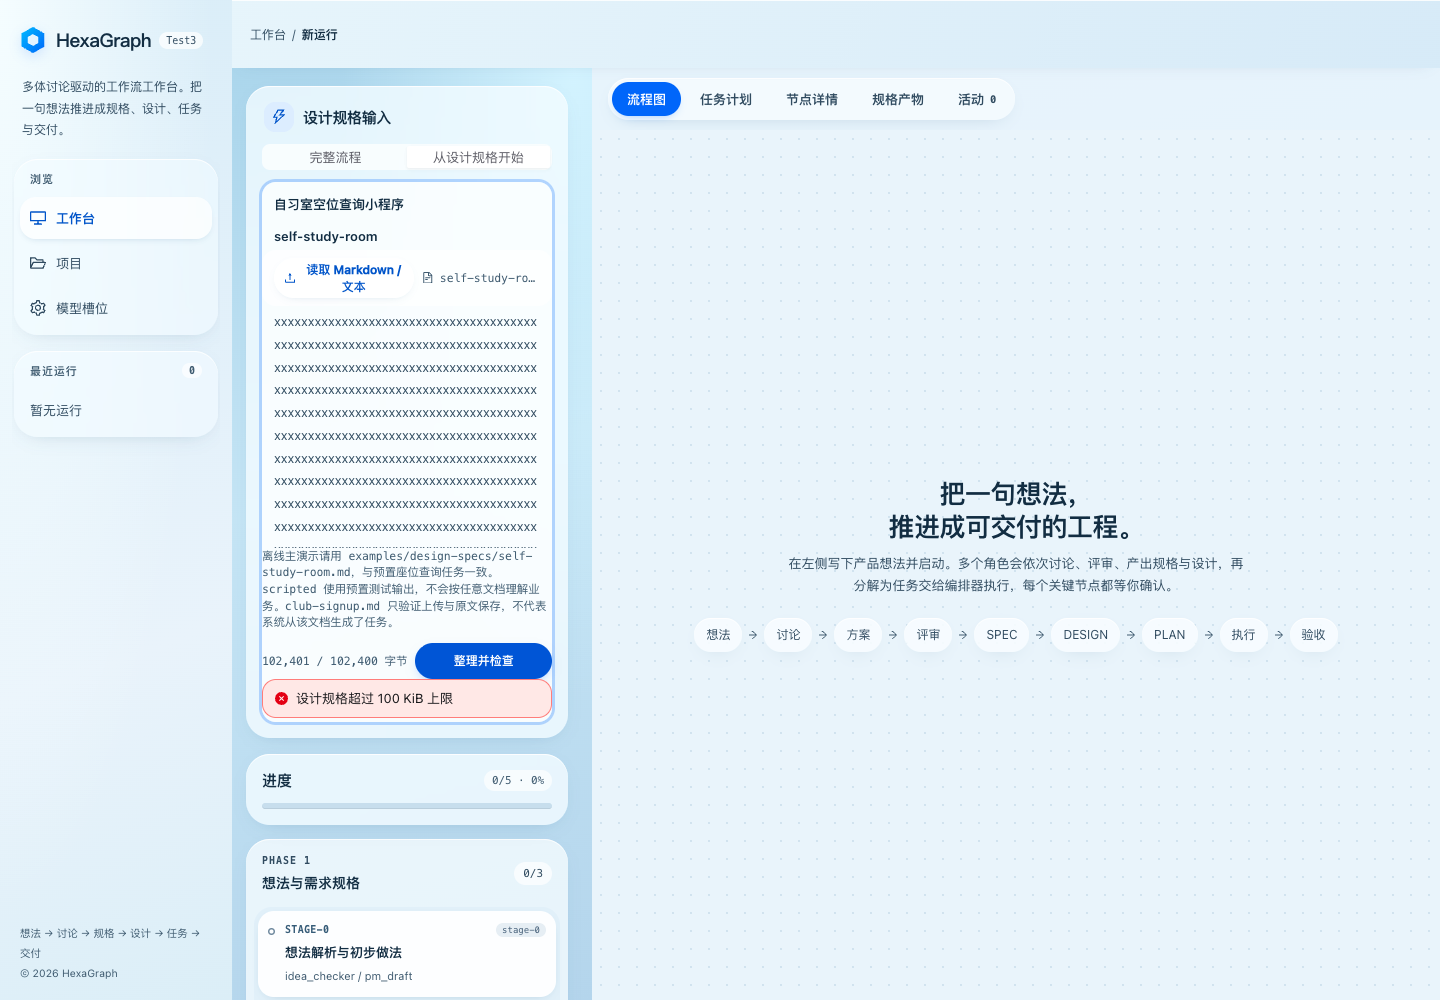 HexaGraph Test3
多体讨论驱动的工作流工作台。把
一句想法推进成规格、设计、任务
与交付。
浏览
工作台
项目
模型槽位
最近运行 0
暂无运行
想法 → 讨论 → 规格 → 设计 → 任务 →
交付
© 2026 HexaGraph
工作台 / 新运行
设计规格输入
完整流程 从设计规格开始
自习室空位查询小程序
self-study-room
读取 Markdown /
文本
self-study-ro…
xxxxxxxxxxxxxxxxxxxxxxxxxxxxxxxxxxxxxxx
xxxxxxxxxxxxxxxxxxxxxxxxxxxxxxxxxxxxxxx
xxxxxxxxxxxxxxxxxxxxxxxxxxxxxxxxxxxxxxx
xxxxxxxxxxxxxxxxxxxxxxxxxxxxxxxxxxxxxxx
xxxxxxxxxxxxxxxxxxxxxxxxxxxxxxxxxxxxxxx
xxxxxxxxxxxxxxxxxxxxxxxxxxxxxxxxxxxxxxx
xxxxxxxxxxxxxxxxxxxxxxxxxxxxxxxxxxxxxxx
xxxxxxxxxxxxxxxxxxxxxxxxxxxxxxxxxxxxxxx
xxxxxxxxxxxxxxxxxxxxxxxxxxxxxxxxxxxxxxx
xxxxxxxxxxxxxxxxxxxxxxxxxxxxxxxxxxxxxxx
离线主演示请用 examples/design-specs/self-
study-room.md，与预置座位查询任务一致。
scripted 使用预置测试输出，不会按任意文档理解业
务。club-signup.md 只验证上传与原文保存，不代表
系统从该文档生成了任务。
102,401 / 102,400 字节 整理并检查
设计规格超过 100 KiB 上限
进度 0/5 · 0%
PHASE 1
想法与需求规格 0/3
STAGE-0 stage-0
想法解析与初步做法
idea_checker / pm_draft
流程图 任务计划 节点详情 规格产物 活动 0
把一句想法，
推进成可交付的工程。
在左侧写下产品想法并启动。多个角色会依次讨论、评审、产出规格与设计，再
分解为任务交给编排器执行，每个关键节点都等你确认。
想法 → 讨论 → 方案 → 评审 → SPEC → DESIGN → PLAN → 执行 → 验收